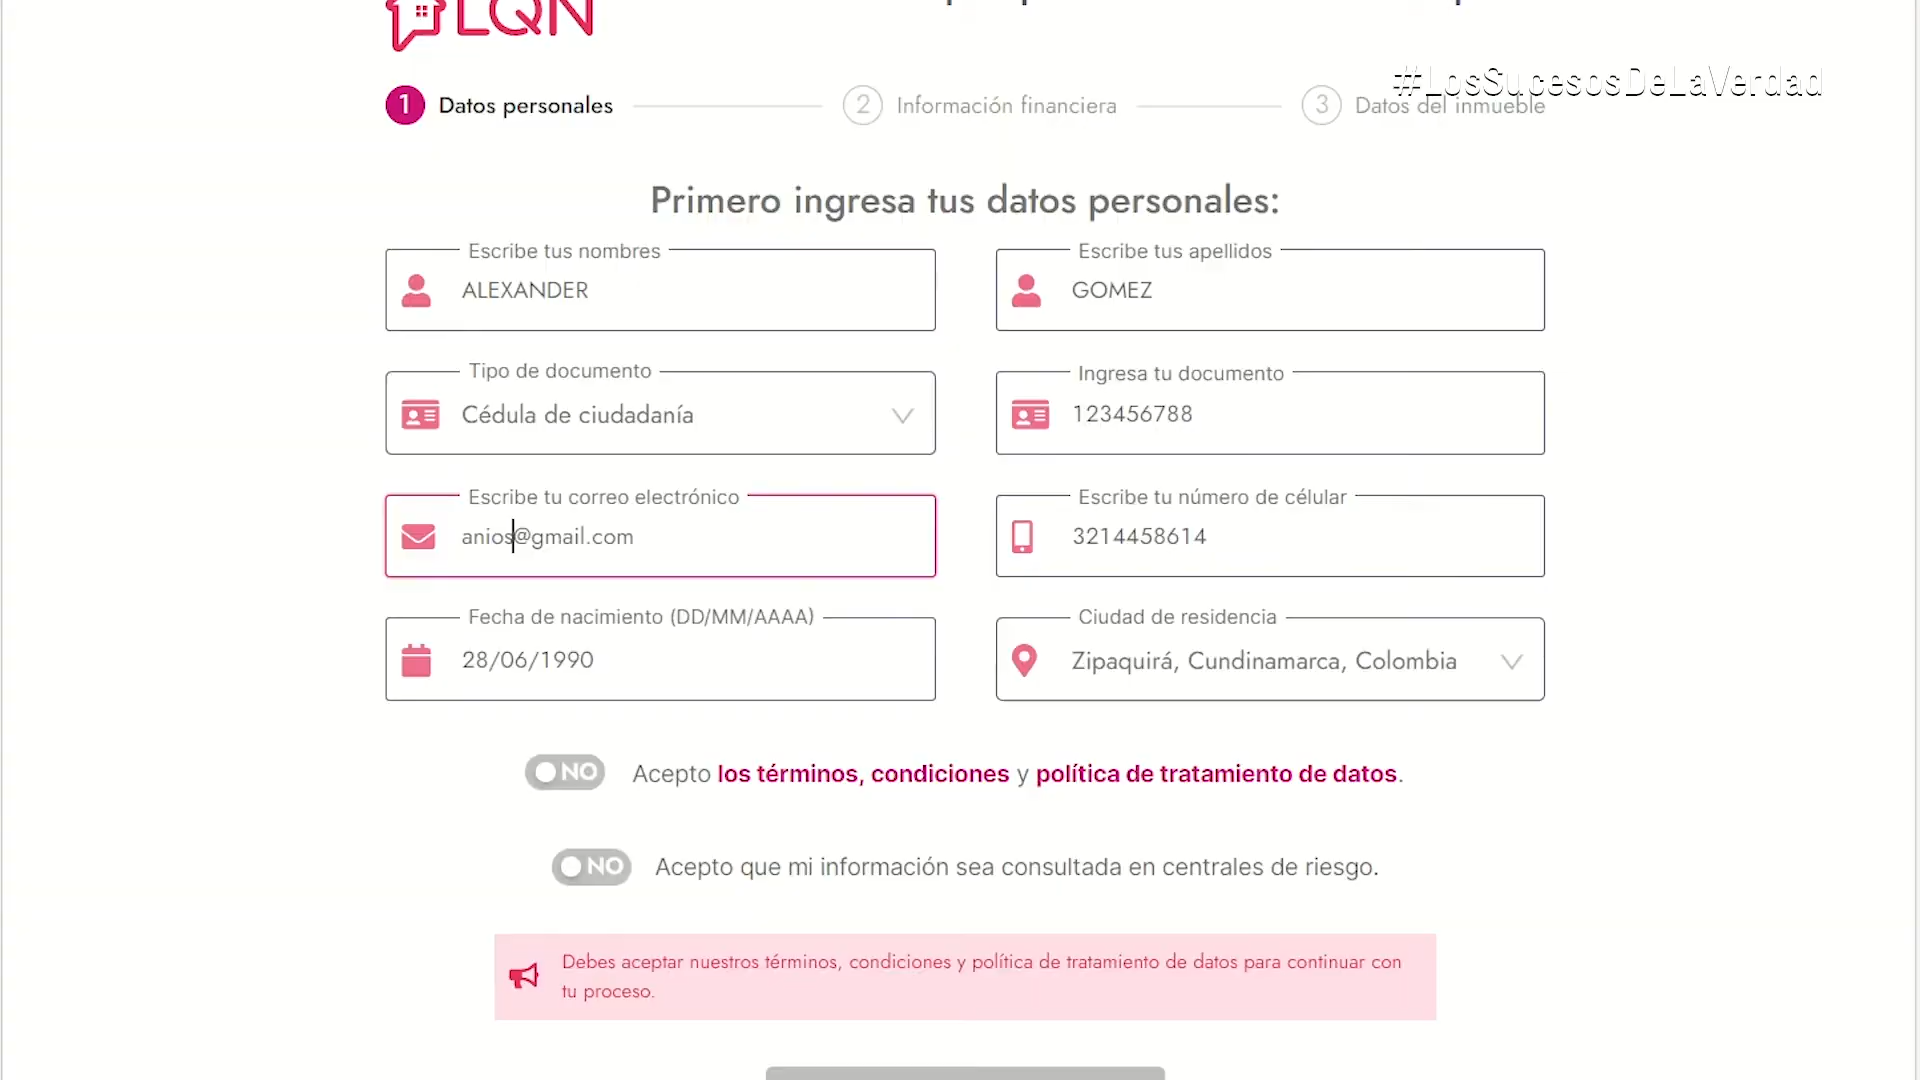 LQN
#LosSucesosDeLaVerdad
1 Datos personales
2 Información financiera
3 Datos del inmueble
Primero ingresa tus datos personales:
Escribe tus nombres
ALEXANDER
Escribe tus apellidos
GOMEZ
Tipo de documento
Cédula de ciudadanía
Ingresa tu documento
123456788
Escribe tu correo electrónico
anios@gmail.com
Escribe tu número de célular
3214458614
Fecha de nacimiento (DD/MM/AAAA)
28/06/1990
Ciudad de residencia
Zipaquirá, Cundinamarca, Colombia
NO Acepto los términos, condiciones y política de tratamiento de datos.
NO Acepto que mi información sea consultada en centrales de riesgo.
Debes aceptar nuestros términos, condiciones y política de tratamiento de datos para continuar con
tu proceso.